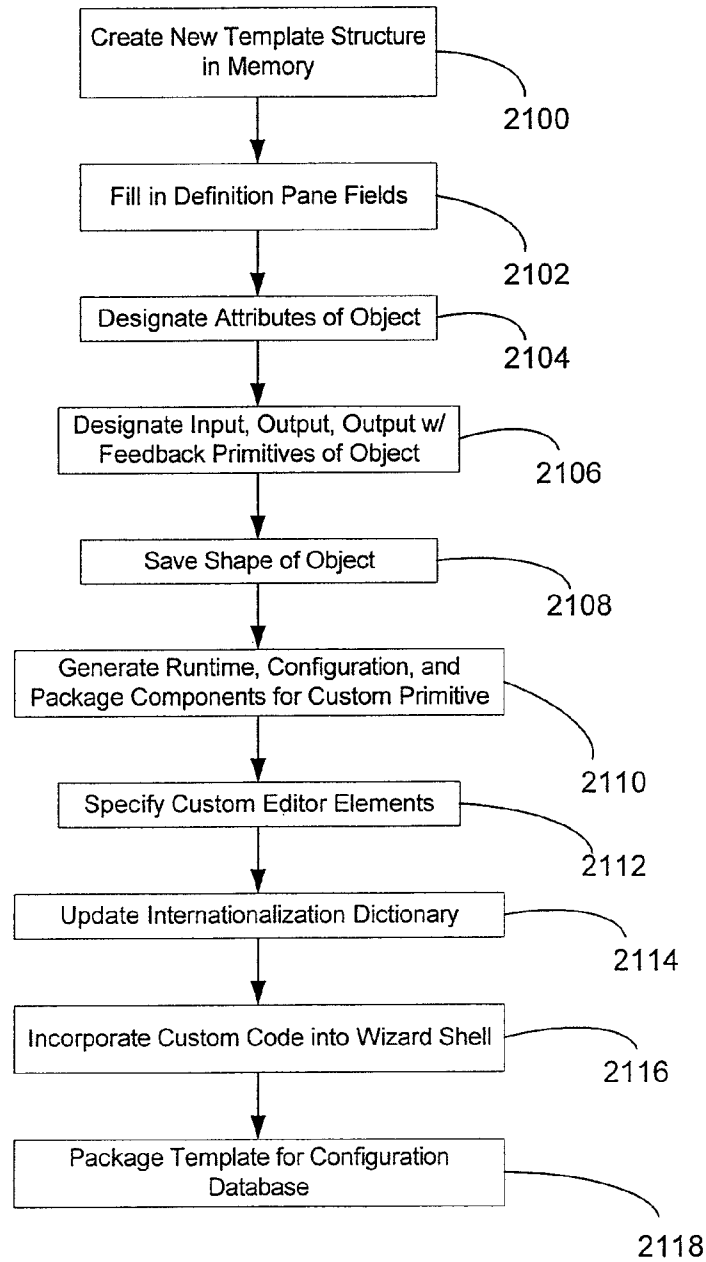 Create New Template Structure
in Memory
2100
Fill in Definition Pane Fields
2102
Designate Attributes of Object
2104
Designate Input, Output, Output w/
Feedback Primitives of Object
2106
Save Shape of Object
2108
Generate Runtime, Configuration, and
Package Components for Custom Primitive
2110
Specify Custom Editor Elements
2112
Update Internationalization Dictionary
2114
Incorporate Custom Code into Wizard Shell
2116
Package Template for Configuration
Database
2118